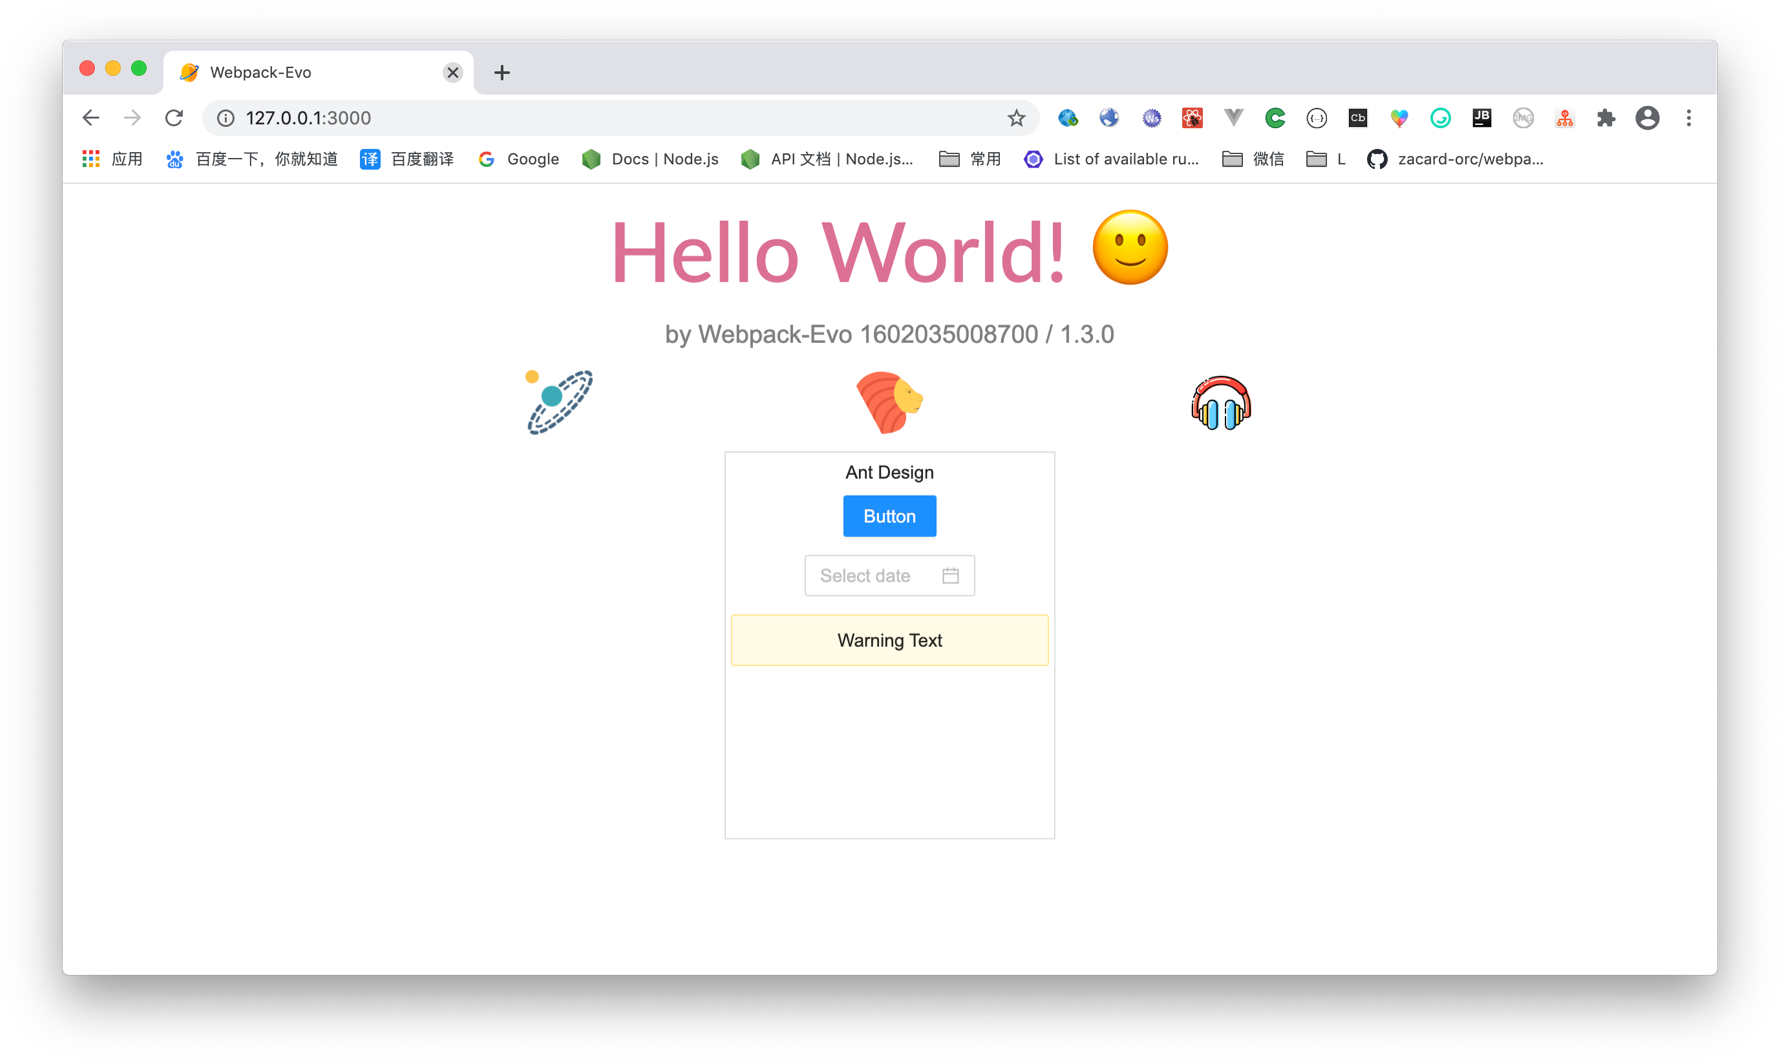 Webpack-Evo
127.0.0.1:3000
应用 百度一下，你就知道 译 百度翻译 Google Docs | Node.js API 文档 | Node.js... 常用 List of available ru... 微信 L zacard-orc/webpa...
Hello World!
by Webpack-Evo 1602035008700 / 1.3.0
Ant Design
Button
Select date
Warning Text